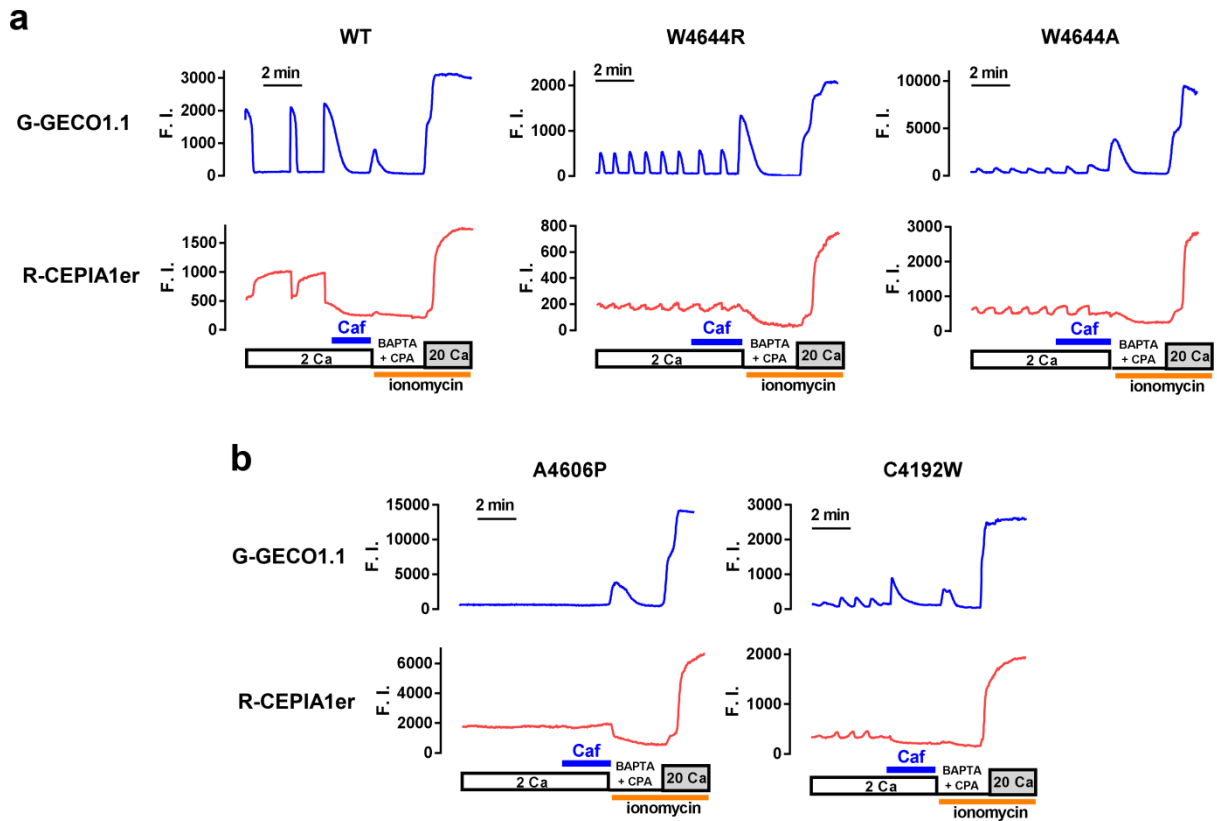 a
WT
W4644R
W4644A
G-GECO1.1
F. I.
3000
2000
1000
0
2 min
F. I.
2000
1000
0
2 min
F. I.
10000
5000
0
2 min
R-CEPIA1er
F. I.
1500
1000
500
0
F. I.
800
600
400
200
0
F. I.
3000
2000
1000
0
Caf
BAPTA
+ CPA
2 Ca
20 Ca
ionomycin
Caf
BAPTA
+ CPA
2 Ca
20 Ca
ionomycin
Caf
BAPTA
+ CPA
2 Ca
20 Ca
ionomycin
b
A4606P
C4192W
G-GECO1.1
F. I.
15000
10000
5000
0
2 min
F. I.
3000
2000
1000
0
2 min
R-CEPIA1er
F. I.
6000
4000
2000
0
F. I.
2000
1000
0
Caf
BAPTA
+ CPA
2 Ca
20 Ca
ionomycin
Caf
BAPTA
+ CPA
2 Ca
20 Ca
ionomycin